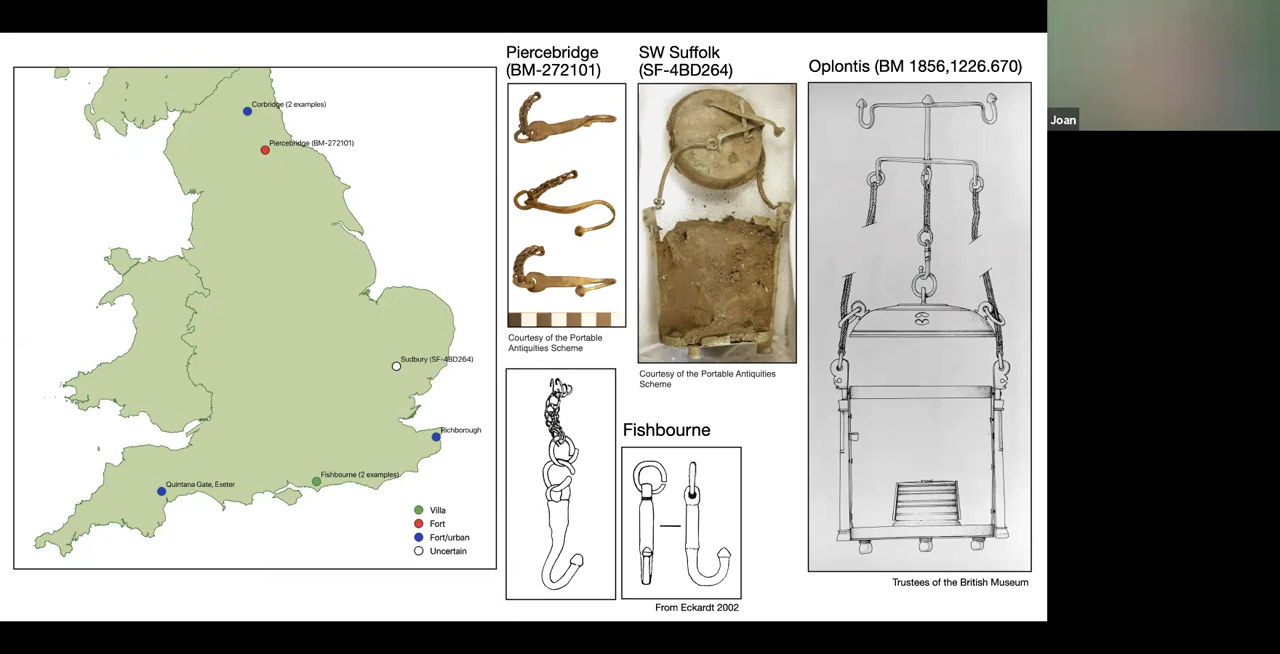 Corbridge (2 examples)
Piercebridge (BM-272101)
Sudbury (SF-4BD264)
Richborough
Fishbourne (2 examples)
Quintana Gate, Exeter
Villa
Fort
Fort/urban
Uncertain
Piercebridge
(BM-272101)
Courtesy of the Portable
Antiquities Scheme
SW Suffolk
(SF-4BD264)
Courtesy of the Portable Antiquities
Scheme
Fishbourne
From Eckardt 2002
Oplontis (BM 1856,1226.670)
Trustees of the British Museum
Joan